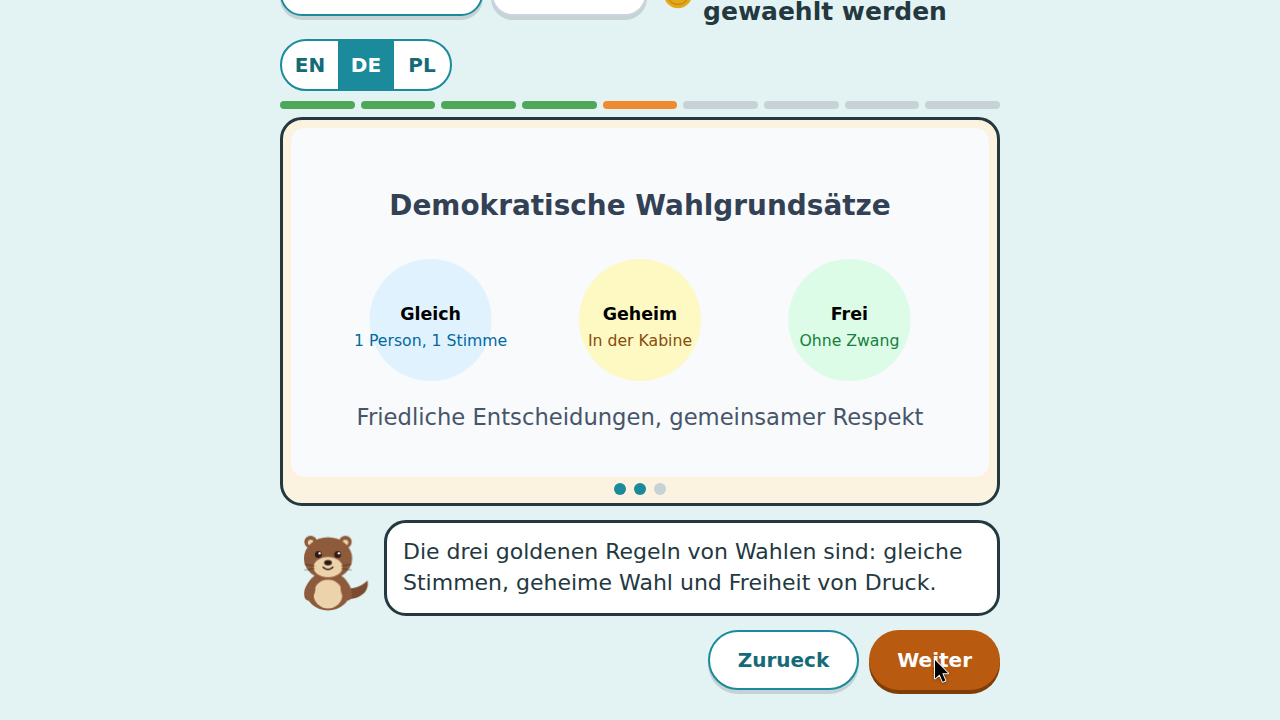 gewaehlt werden
EN DE PL
Demokratische Wahlgrundsätze
Gleich
1 Person, 1 Stimme
Geheim
In der Kabine
Frei
Ohne Zwang
Friedliche Entscheidungen, gemeinsamer Respekt
Die drei goldenen Regeln von Wahlen sind: gleiche
Stimmen, geheime Wahl und Freiheit von Druck.
Zurueck
Weiter